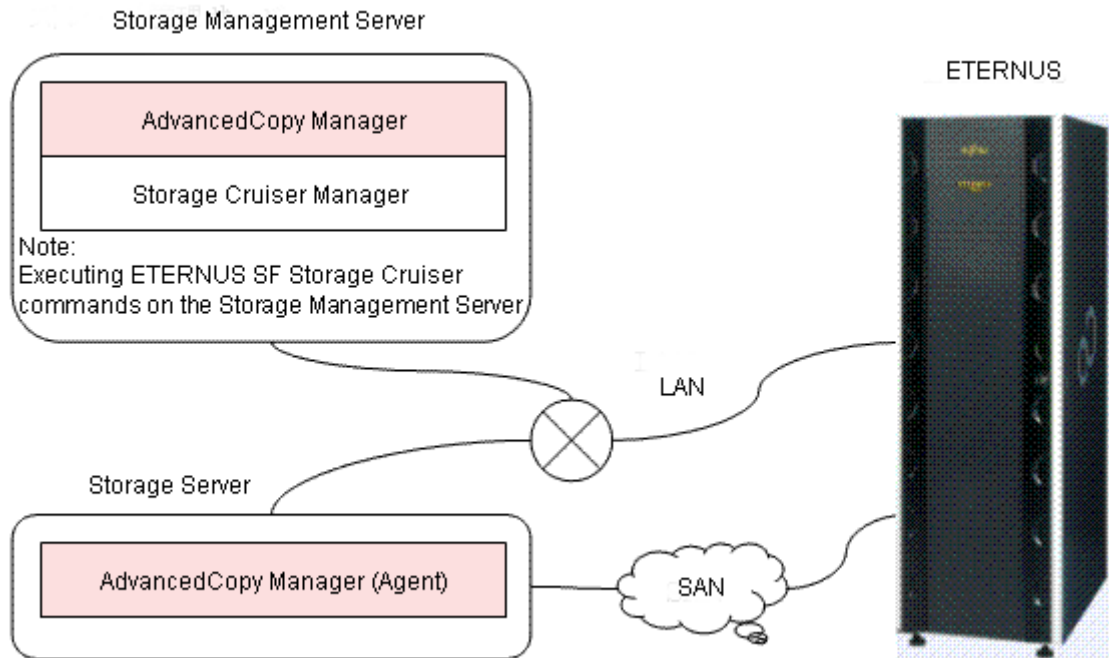 Storage Management Server
AdvancedCopy Manager
Storage Cruiser Manager
Note:
Executing ETERNUS SF Storage Cruiser
commands on the Storage Management Server
ETERNUS
LAN
Storage Server
AdvancedCopy Manager (Agent)
SAN